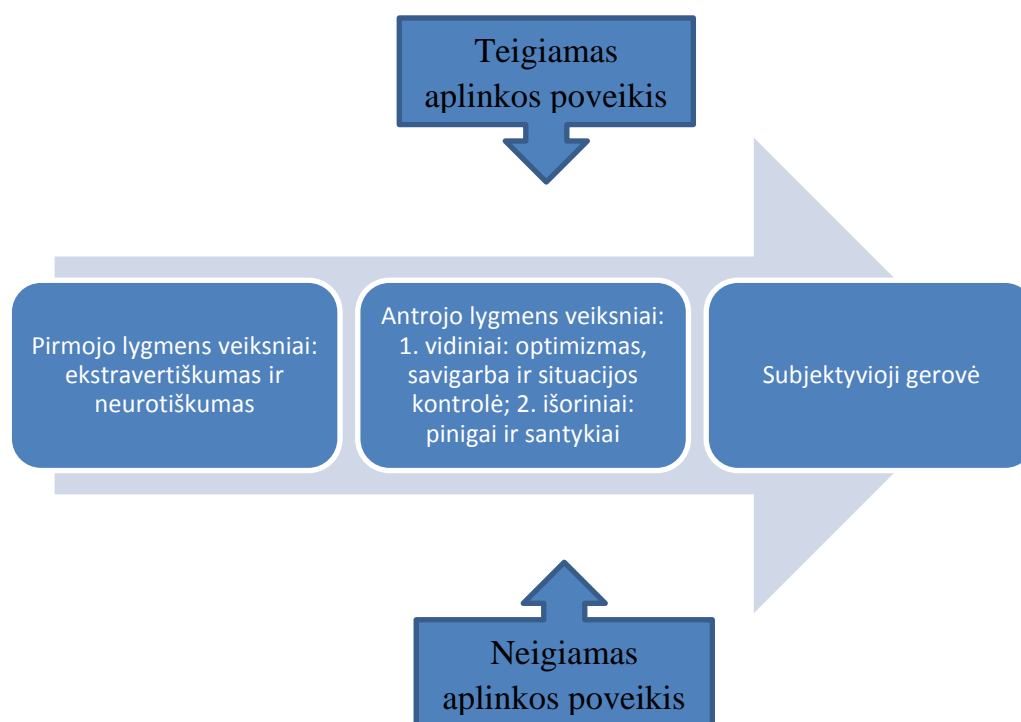 Teigiamas
aplinkos poveikis
Pirmojo lygmens veiksniai:
ekstravertiškumas ir
neurotiškumas
Antrojo lygmens veiksniai:
1. vidiniai: optimizmas,
savigarba ir situacijos
kontrolė; 2. išoriniai:
pinigai ir santykiai
Subjektyvioji gerovė
Neigiamas
aplinkos poveikis